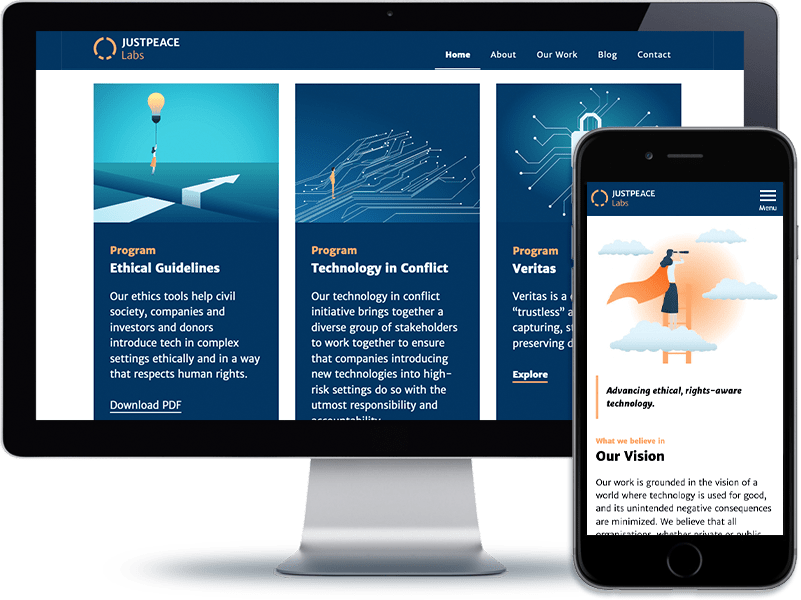 JUSTPEACE
Labs
Home About Our Work Blog Contact
Program
Ethical Guidelines
Our ethics tools help civil
society, companies and
investors and donors
introduce tech in complex
settings ethically and in a way
that respects human rights.
Download PDF
Program
Technology in Conflict
Our technology in conflict
initiative brings together a
diverse group of stakeholders
to work together to ensure
that companies introducing
new technologies into high-
risk settings do so with the
utmost responsibility and
accountability.
Program
Veritas
Veritas is a
“trustless”
capturing,
preserving
Explore
JUSTPEACE
Labs
Menu
Advancing ethical, rights-aware
technology.
What we believe in
Our Vision
Our work is grounded in the vision of a
world where technology is used for good,
and its unintended negative consequences
are minimized. We believe that all
organisations, whether private or public